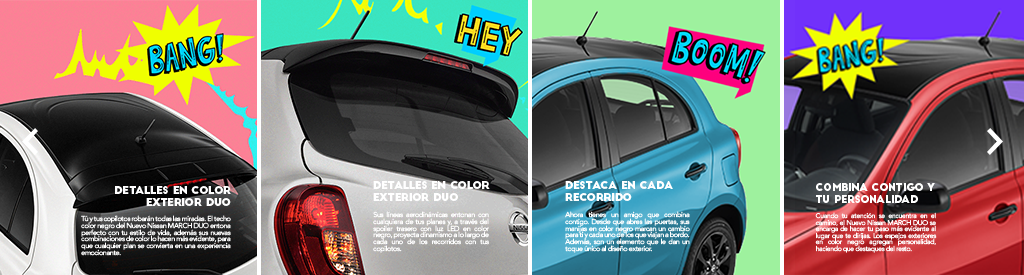 BANG!
DETALLES EN COLOR
EXTERIOR DUO
Tú y tus copilotos robarán todas las miradas. El techo
color negro del Nuevo Nissan MARCH DUO entona
perfecto con tu estilo de vida, además sus nuevas
combinaciones de color lo hacen más evidente, para
que cualquier plan se convierta en una experiencia
emocionante.
HEY
DETALLES EN COLOR
EXTERIOR DUO
Sus líneas aerodinámicas entonan con
cualquiera de tus planes y, a través del
spoiler trasero con luz LED en color
negro, proyecta dinamismo a lo largo de
cada uno de los recorridos con tus
copilotos.
BOOM!
DESTACA EN CADA
RECORRIDO
Ahora tienes un amigo que combina
contigo. Desde que abres las puertas, sus
manijas en color negro marcan un cambio
para ti y cada uno de los que viajan a bordo.
Además, son un elemento que le dan un
toque único al diseño exterior.
BANG!
COMBINA CONTIGO Y
TU PERSONALIDAD
Cuando tu atención se encuentra en el
camino, el Nuevo Nissan MARCH DUO se
encarga de hacer tu paso más evidente al
lugar que te dirijas. Los espejos exteriores
en color negro agregan personalidad,
haciendo que destaques del resto.